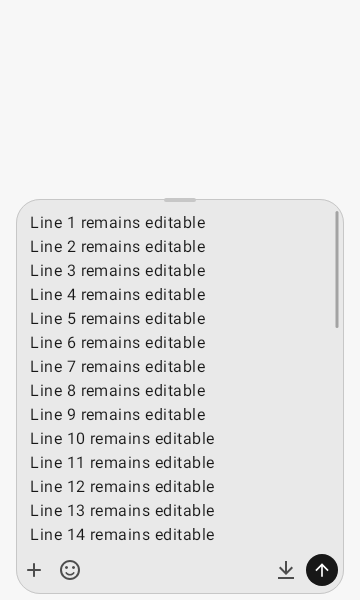 Line 1 remains editable
Line 2 remains editable
Line 3 remains editable
Line 4 remains editable
Line 5 remains editable
Line 6 remains editable
Line 7 remains editable
Line 8 remains editable
Line 9 remains editable
Line 10 remains editable
Line 11 remains editable
Line 12 remains editable
Line 13 remains editable
Line 14 remains editable